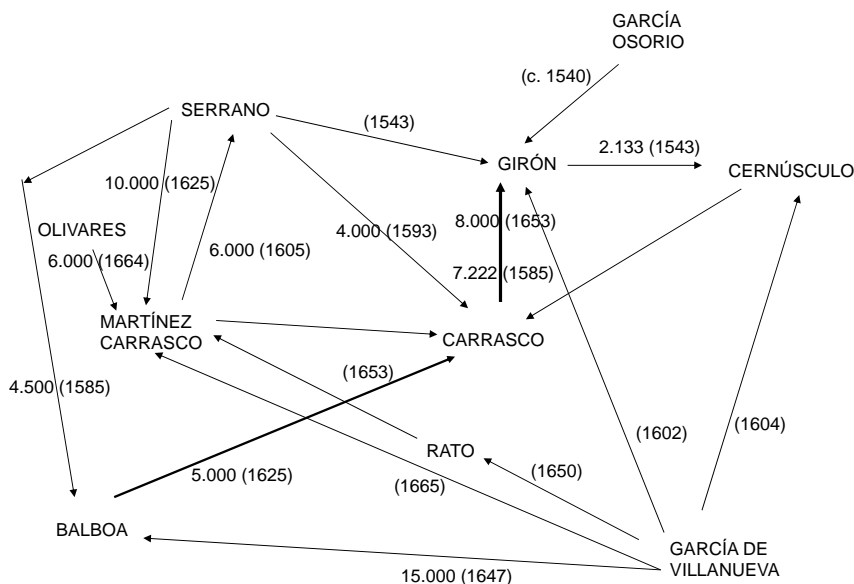 GARCÍA
OSORIO
(c. 1540)
SERRANO
(1543)
2.133 (1543)
GIRÓN
CERNÚSCULO
10.000 (1625)
8.000 (1653)
OLIVARES
4.000 (1593)
6.000 (1605)
6.000 (1664)
7.222 (1585)
MARTÍNEZ
CARRASCO
CARRASCO
(1653)
4.500 (1585)
(1602)
(1604)
RATO
5.000 (1625)
(1650)
(1665)
BALBOA
GARCÍA DE
VILLANUEVA
15.000 (1647)